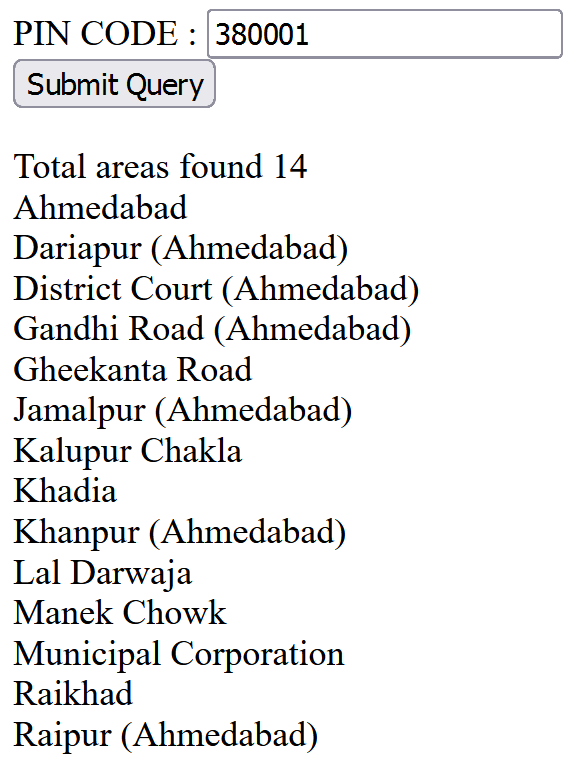 PIN CODE : 380001
Submit Query
Total areas found 14
Ahmedabad
Dariapur (Ahmedabad)
District Court (Ahmedabad)
Gandhi Road (Ahmedabad)
Gheekanta Road
Jamalpur (Ahmedabad)
Kalupur Chakla
Khadia
Khanpur (Ahmedabad)
Lal Darwaja
Manek Chowk
Municipal Corporation
Raikhad
Raipur (Ahmedabad)